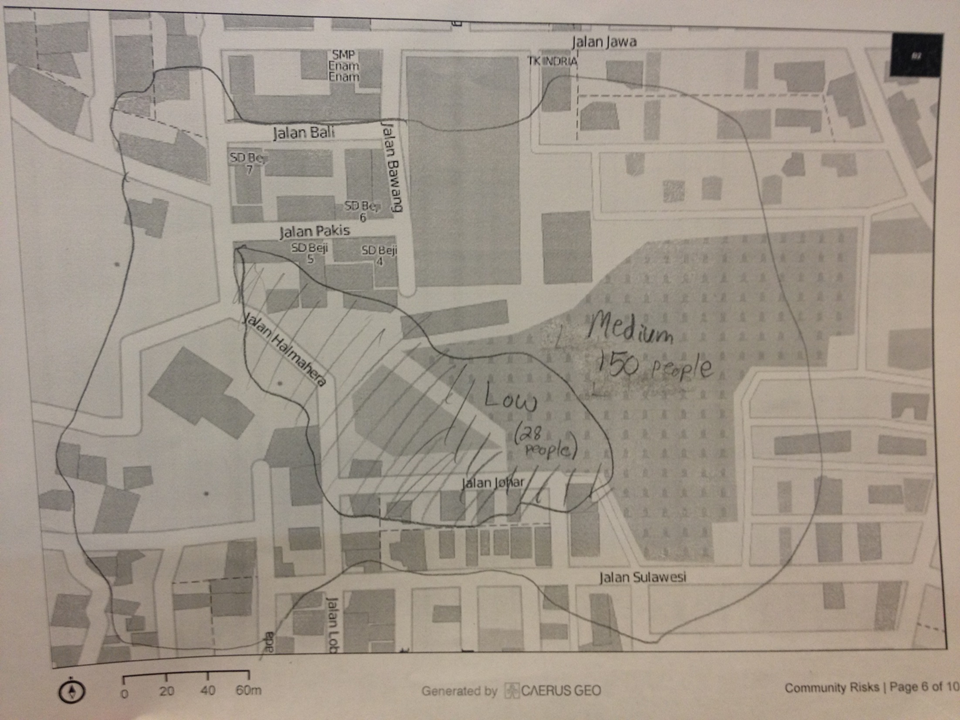 Jalan Jawa
SMP
Enam
Enam
TK INDRIA
B2
Jalan Bali
Jalan Bawang
SD Beji
7
SD Beji
6
Jalan Pakis
SD Beji
5
SD Beji
4
Jalan Halmahera
Medium
150 people
Low
(28
people)
Jalan Johar
Jalan Sulawesi
Jalan Lob
0 20 40 60m
Generated by CAERUS GEO
Community Risks | Page 6 of 10